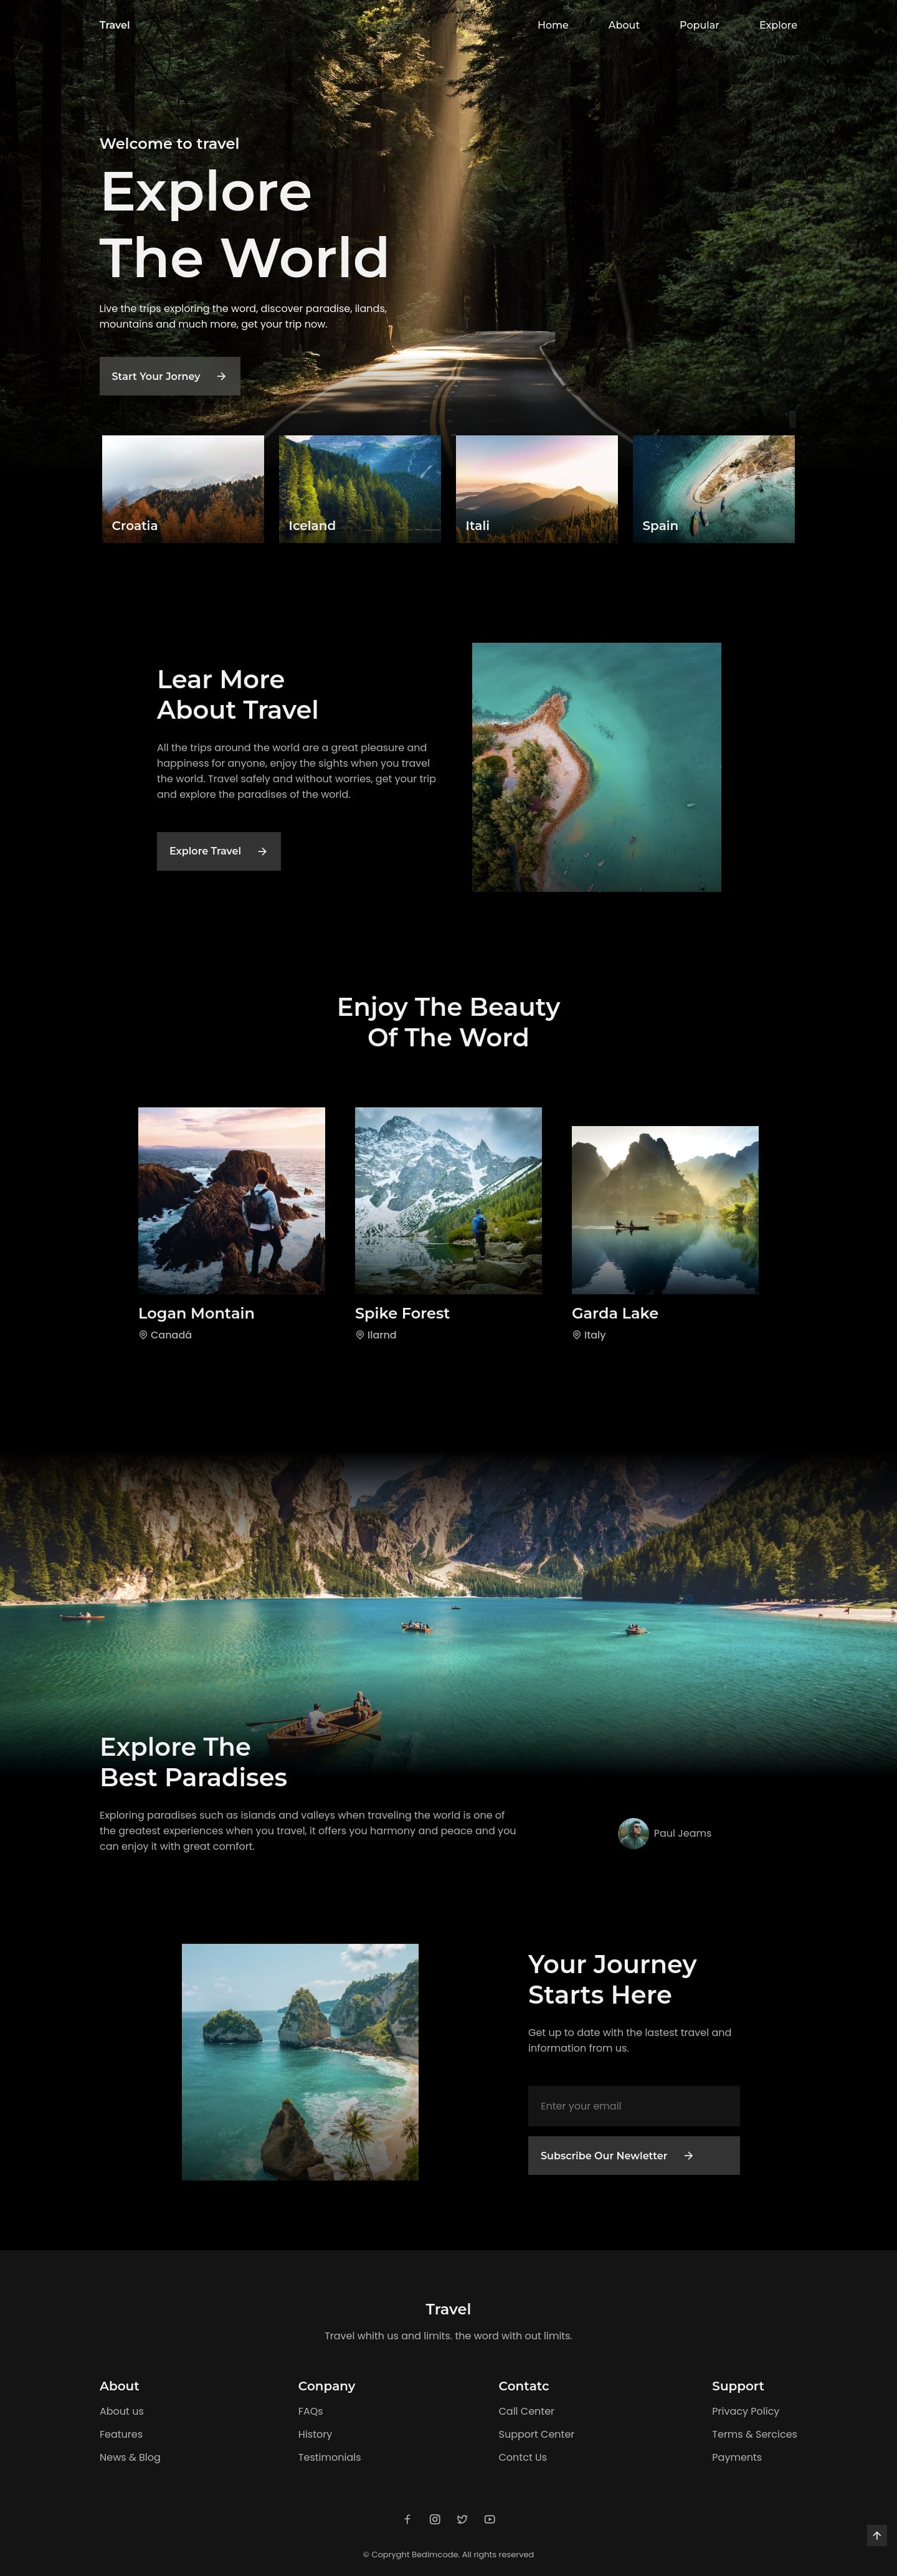 Travel
Home
About
Popular
Explore
Welcome to travel
Explore
The World
Live the trips exploring the word, discover paradise, ilands,
mountains and much more, get your trip now.
Start Your Jorney
Croatia
Iceland
Itali
Spain
Lear More
About Travel
All the trips around the world are a great pleasure and
happiness for anyone, enjoy the sights when you travel
the world. Travel safely and without worries, get your trip
and explore the paradises of the world.
Explore Travel
Enjoy The Beauty
Of The Word
Logan Montain
Canadá
Spike Forest
Ilarnd
Garda Lake
Italy
Explore The
Best Paradises
Exploring paradises such as islands and valleys when traveling the world is one of
the greatest experiences when you travel, it offers you harmony and peace and you
can enjoy it with great comfort.
Paul Jeams
Your Journey
Starts Here
Get up to date with the lastest travel and
information from us.
Enter your email
Subscribe Our Newletter
Travel
Travel whith us and limits. the word with out limits.
About
About us
Features
News & Blog
Conpany
FAQs
History
Testimonials
Contatc
Call Center
Support Center
Contct Us
Support
Privacy Policy
Terms & Sercices
Payments
© Copryght Bedimcode. All rights reserved